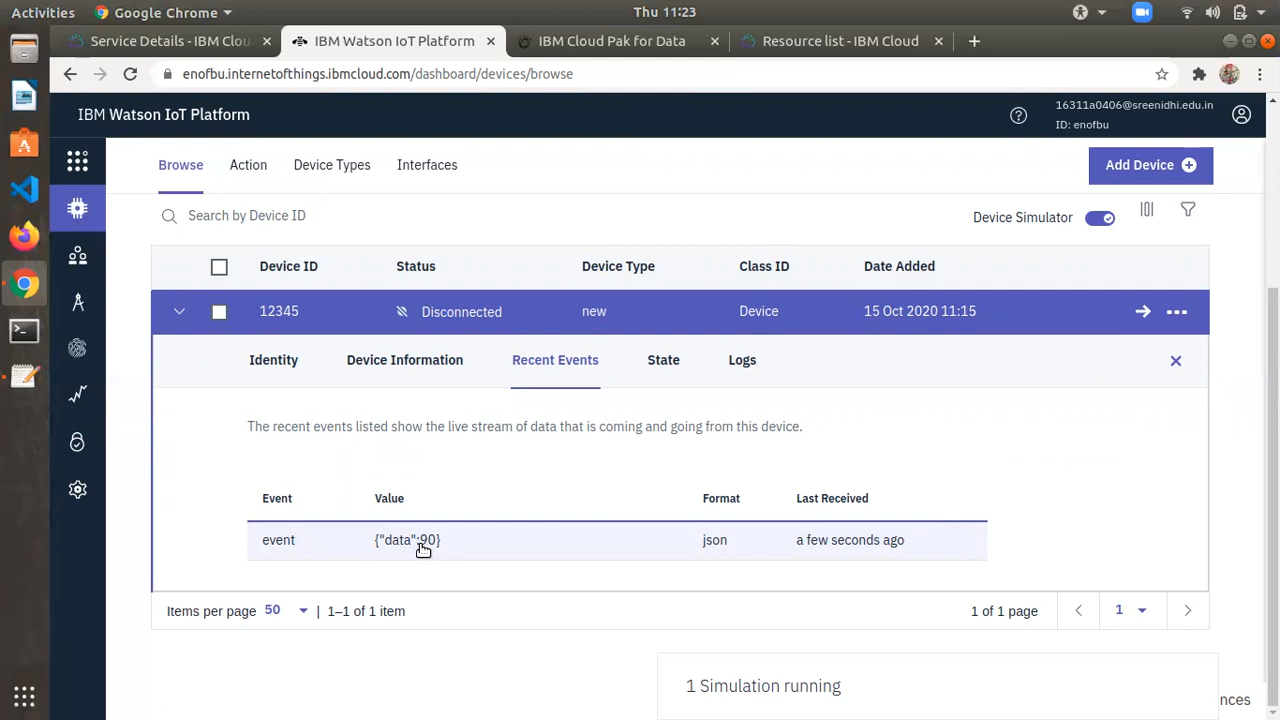 Activities Google Chrome Thu 11:23
Service Details - IBM Clou IBM Watson IoT Platform IBM Cloud Pak for Data Resource list - IBM Cloud
enofbu.internetofthings.ibmcloud.com/dashboard/devices/browse
IBM Watson IoT Platform
16311a0406@sreenidhi.edu.in
ID: enofbu
Browse Action Device Types Interfaces Add Device
Search by Device ID Device Simulator
Device ID Status Device Type Class ID Date Added
12345 Disconnected new Device 15 Oct 2020 11:15
Identity Device Information Recent Events State Logs
The recent events listed show the live stream of data that is coming and going from this device.
Event Value Format Last Received
event {"data":90} json a few seconds ago
Items per page 50 | 1–1 of 1 item 1 of 1 page 1
1 Simulation running
nces